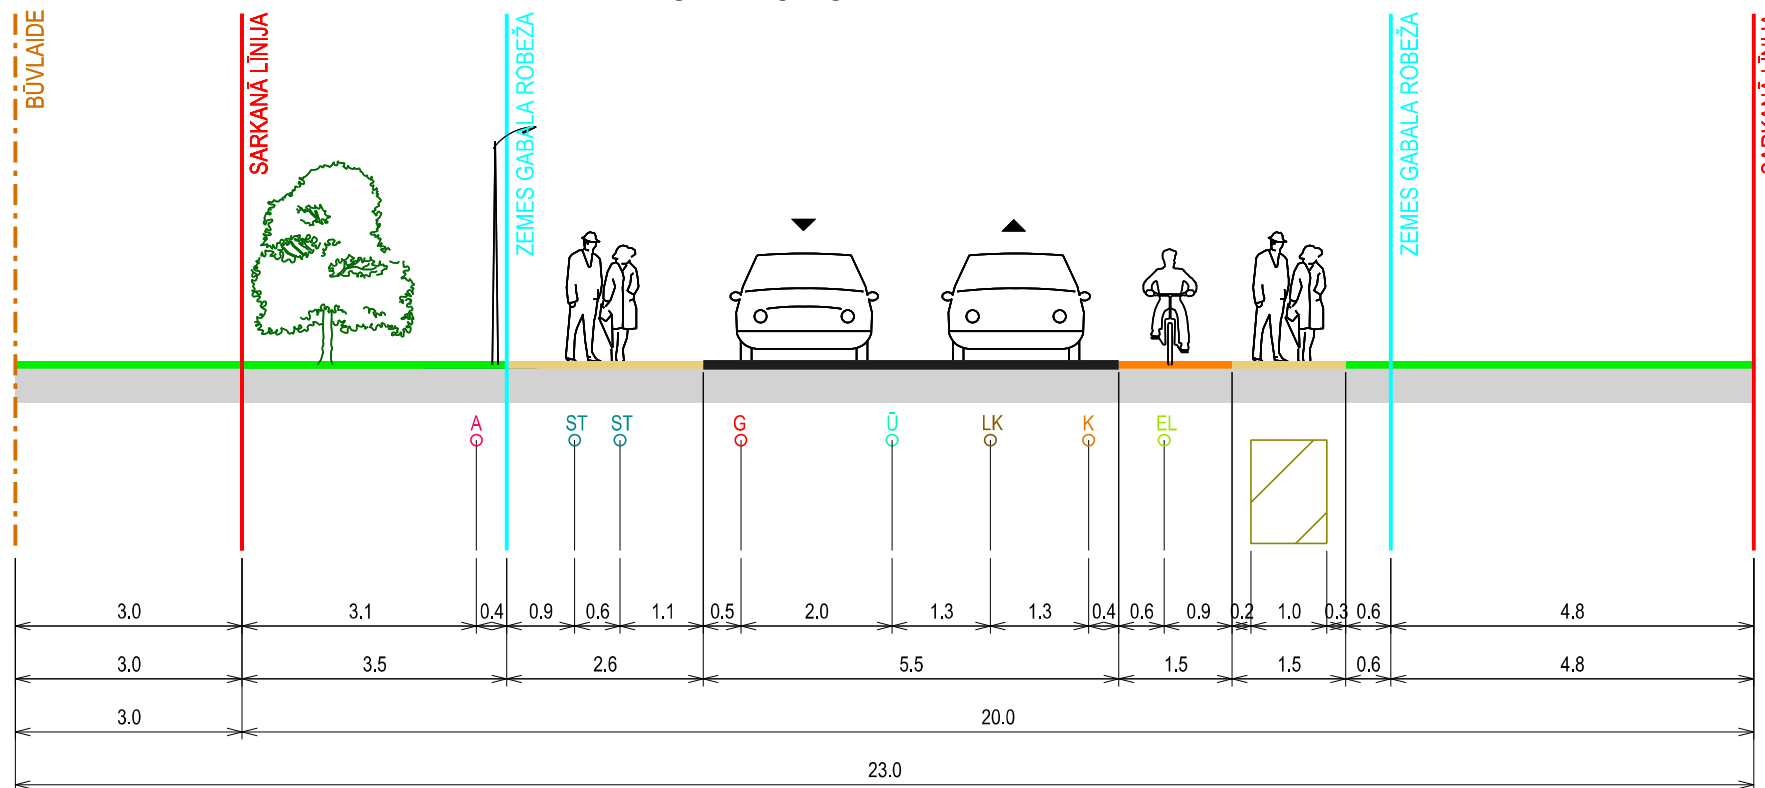 BŪVLAIDE
SARKANĀ LĪNIJA
ZEMES GABALA ROBEŽA
ZEMES GABALA ROBEŽA
SARKANĀ LĪNIJA
A ST ST G Ū LK K EL
3.0 3.1 0.4 0.9 0.6 1.1 0.5 2.0 1.3 1.3 0.4 0.6 0.9 0.2 1.0 0.3 0.6 4.8
3.0 3.5 2.6 5.5 1.5 1.5 0.6 4.8
3.0 20.0
23.0